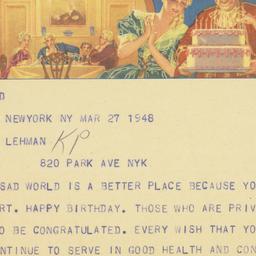 D
NEWYORK NY MAR 27 1948
LEHMAN KP
820 PARK AVE NYK
SAD WORLD IS A BETTER PLACE BECAUSE YO
RT. HAPPY BIRTHDAY. THOSE WHO ARE PRIV
O BE CONGRATULATED. EVERY WISH THAT YO
NTINUE TO SERVE IN GOOD HEALTH AND CON